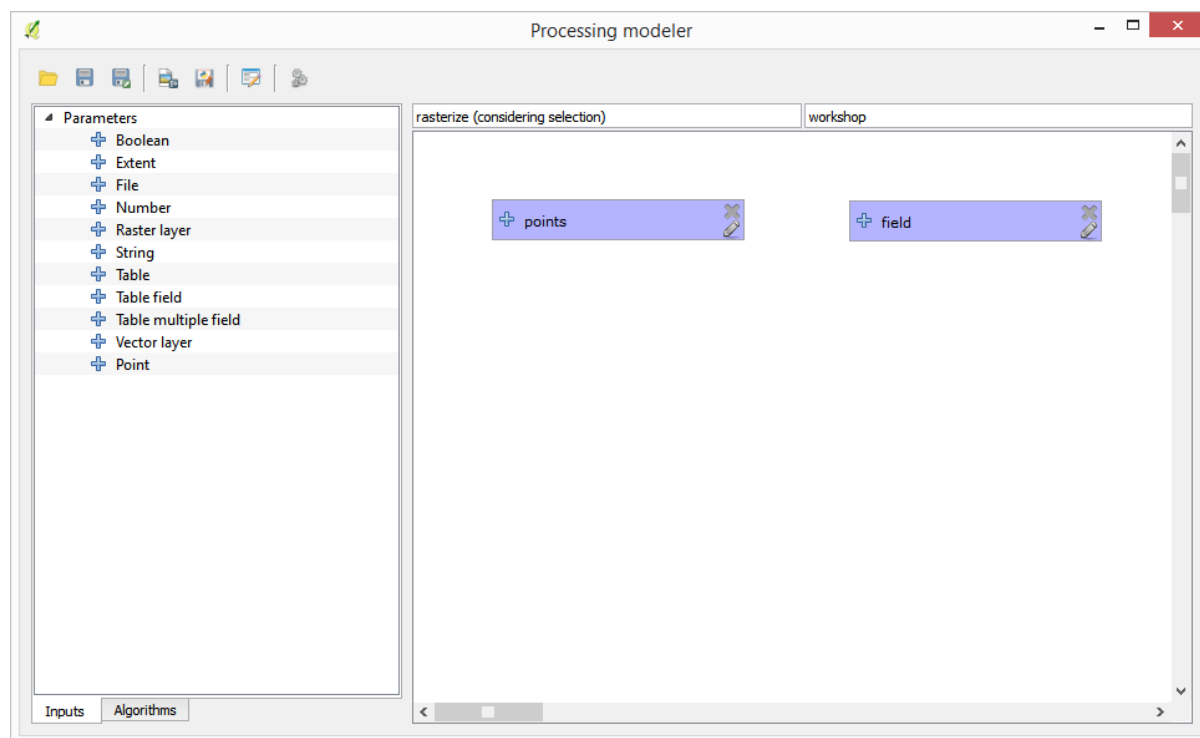 Processing modeler
Parameters
Boolean
Extent
File
Number
Raster layer
String
Table
Table field
Table multiple field
Vector layer
Point
Inputs
Algorithms
rasterize (considering selection)
workshop
points
field